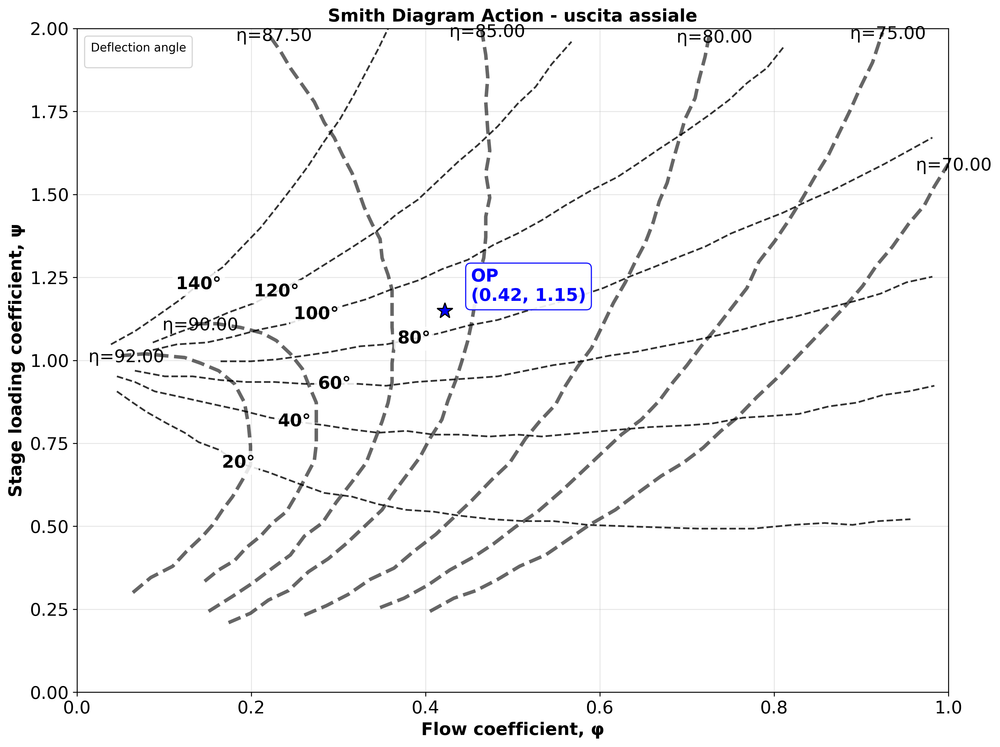 Smith Diagram Action - uscita assiale
η=87.50
η=85.00
η=80.00
η=75.00
η=70.00
η=90.00
η=92.00
Deflection angle
140°
120°
100°
80°
60°
40°
20°
OP
(0.42, 1.15)
2.00
1.75
1.50
1.25
1.00
0.75
0.50
0.25
0.00
0.0
0.2
0.4
0.6
0.8
1.0
Stage loading coefficient, ψ
Flow coefficient, φ